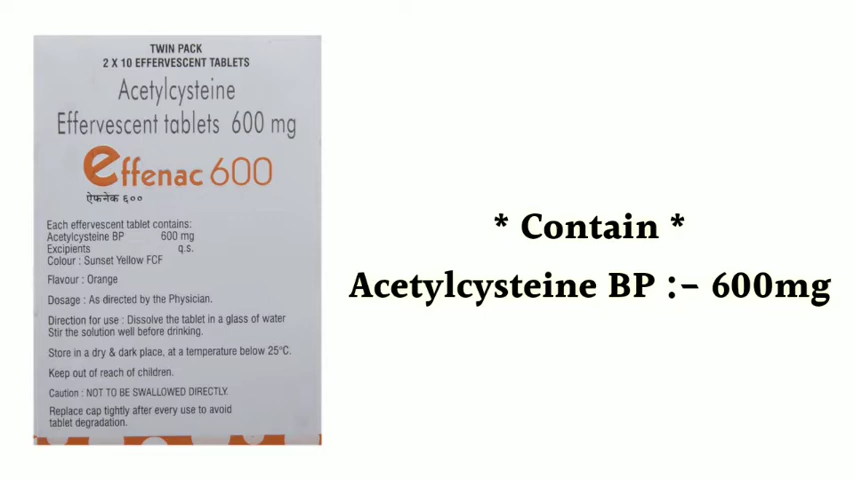 TWIN PACK
2 X 10 EFFERVESCENT TABLETS
Acetylcysteine
Effervescent tablets 600 mg
effenac 600
ऐफनेक ६००
Each effervescent tablet contains:
Acetylcysteine BP 600 mg
Excipients q.s.
Colour : Sunset Yellow FCF
Flavour : Orange
Dosage : As directed by the Physician.
Direction for use : Dissolve the tablet in a glass of water
Stir the solution well before drinking.
Store in a dry & dark place, at a temperature below 25°C.
Keep out of reach of children.
Caution : NOT TO BE SWALLOWED DIRECTLY.
Replace cap tightly after every use to avoid
tablet degradation.
* Contain *
Acetylcysteine BP :- 600mg